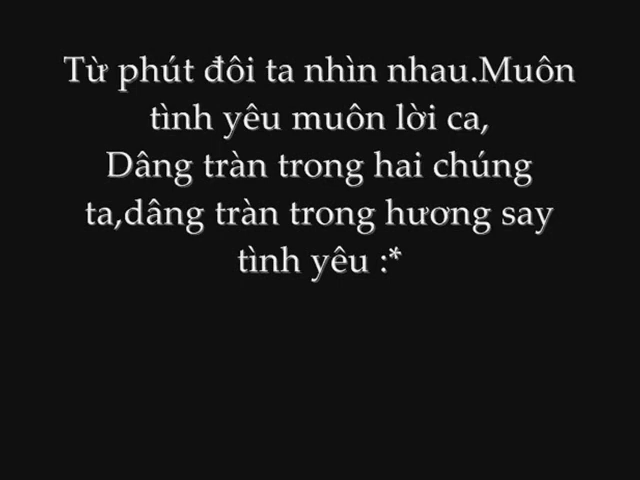 Từ phút đôi ta nhìn nhau.Muôn
tình yêu muôn lời ca,
Dâng tràn trong hai chúng
ta,dâng tràn trong hương say
tình yêu :*